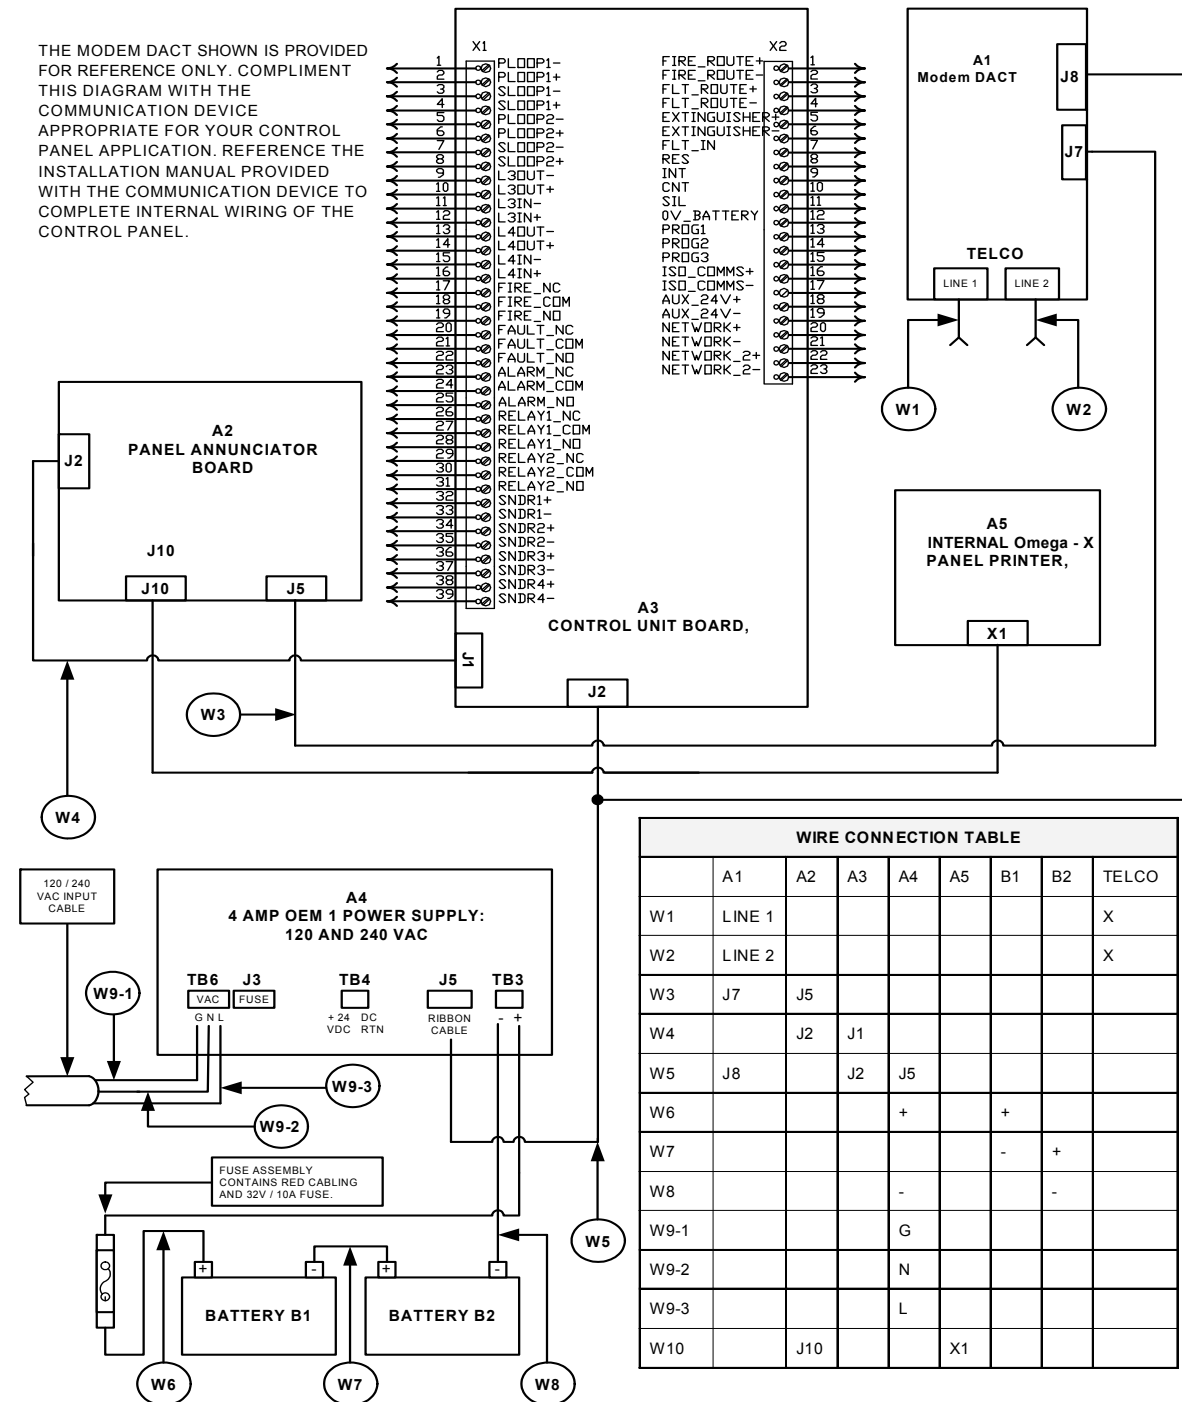 THE MODEM DACT SHOWN IS PROVIDED
FOR REFERENCE ONLY. COMPLIMENT
THIS DIAGRAM WITH THE
COMMUNICATION DEVICE
APPROPRIATE FOR YOUR CONTROL
PANEL APPLICATION. REFERENCE THE
INSTALLATION MANUAL PROVIDED
WITH THE COMMUNICATION DEVICE TO
COMPLETE INTERNAL WIRING OF THE
CONTROL PANEL.
X1
1 PLOOP1-
2 PLOOP1+
3 SLOOP1-
4 SLOOP1+
5 PLOOP2-
6 PLOOP2+
7 SLOOP2-
8 SLOOP2+
9 L3OUT-
10 L3OUT+
11 L3IN-
12 L3IN+
13 L4OUT-
14 L4OUT+
15 L4IN-
16 L4IN+
17 FIRE_NC
18 FIRE_COM
19 FIRE_NO
20 FAULT_NC
21 FAULT_COM
22 FAULT_NO
23 ALARM_NC
24 ALARM_COM
25 ALARM_NO
26 RELAY1_NC
27 RELAY1_COM
28 RELAY1_NO
29 RELAY2_NC
30 RELAY2_COM
31 RELAY2_NO
32 SNDR1+
33 SNDR1-
34 SNDR2+
35 SNDR2-
36 SNDR3+
37 SNDR3-
38 SNDR4+
39 SNDR4-
X2
FIRE_ROUTE+ 1
FIRE_ROUTE- 2
FLT_ROUTE+ 3
FLT_ROUTE- 4
EXTINGUISHER+ 5
EXTINGUISHER- 6
FLT_IN 7
RES 8
INT 9
CNT 10
SIL 11
0V_BATTERY 12
PROG1 13
PROG2 14
PROG3 15
ISO_COMMS+ 16
ISO_COMMS- 17
AUX_24V+ 18
AUX_24V- 19
NETWORK+ 20
NETWORK- 21
NETWORK_2+ 22
NETWORK_2- 23
A3
CONTROL UNIT BOARD,
J1
J2
A1
Modem DACT
J8
J7
TELCO
LINE 1 LINE 2
W1 W2
A2
PANEL ANNUNCIATOR
BOARD
J2
J10
J10 J5
A5
INTERNAL Omega - X
PANEL PRINTER,
X1
W3
W4
120 / 240
VAC INPUT
CABLE
A4
4 AMP OEM 1 POWER SUPPLY:
120 AND 240 VAC
TB6 J3 TB4 J5 TB3
VAC FUSE
G N L
+ 24 DC
VDC RTN
RIBBON
CABLE
- +
W9-1
W9-3
W9-2
FUSE ASSEMBLY
CONTAINS RED CABLING
AND 32V / 10A FUSE.
W5
+ - + -
BATTERY B1 BATTERY B2
W6 W7 W8
WIRE CONNECTION TABLE
A1 A2 A3 A4 A5 B1 B2 TELCO
W1 LINE 1 X
W2 LINE 2 X
W3 J7 J5
W4 J2 J1
W5 J8 J2 J5
W6 + +
W7 - +
W8 - -
W9-1 G
W9-2 N
W9-3 L
W10 J10 X1